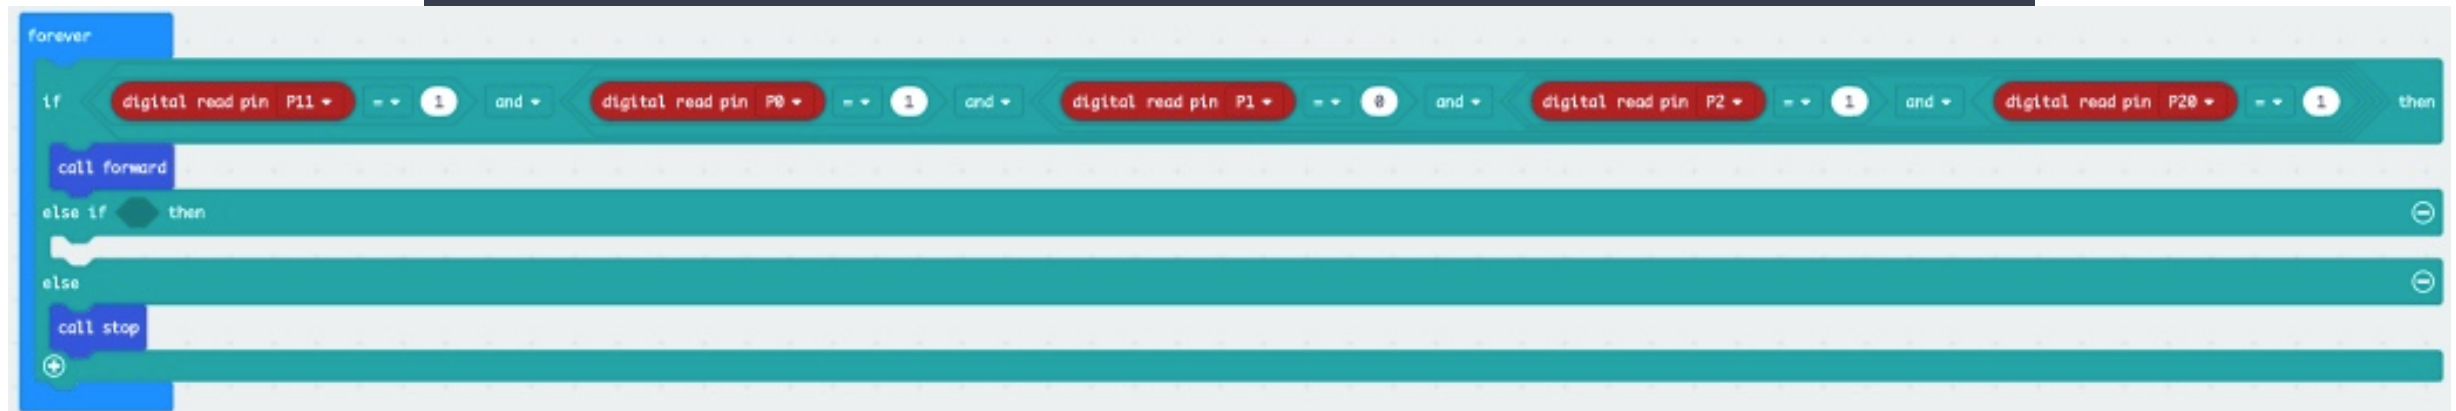 forever
if digital read pin P11 = 1 and digital read pin P0 = 1 and digital read pin P1 = 0 and digital read pin P2 = 1 and digital read pin P20 = 1 then
call forward
else if then
else
call stop